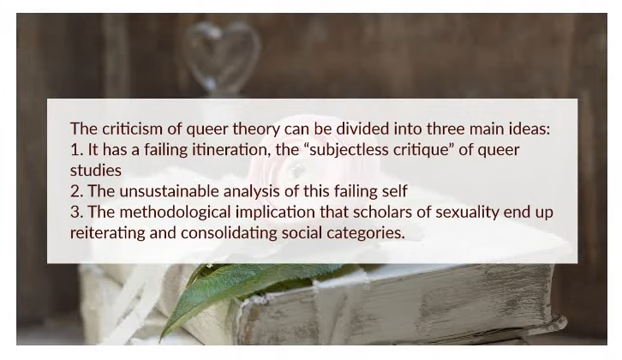 The criticism of queer theory can be divided into three main ideas:
1. It has a failing itineration, the “subjectless critique” of queer
studies
2. The unsustainable analysis of this failing self
3. The methodological implication that scholars of sexuality end up
reiterating and consolidating social categories.